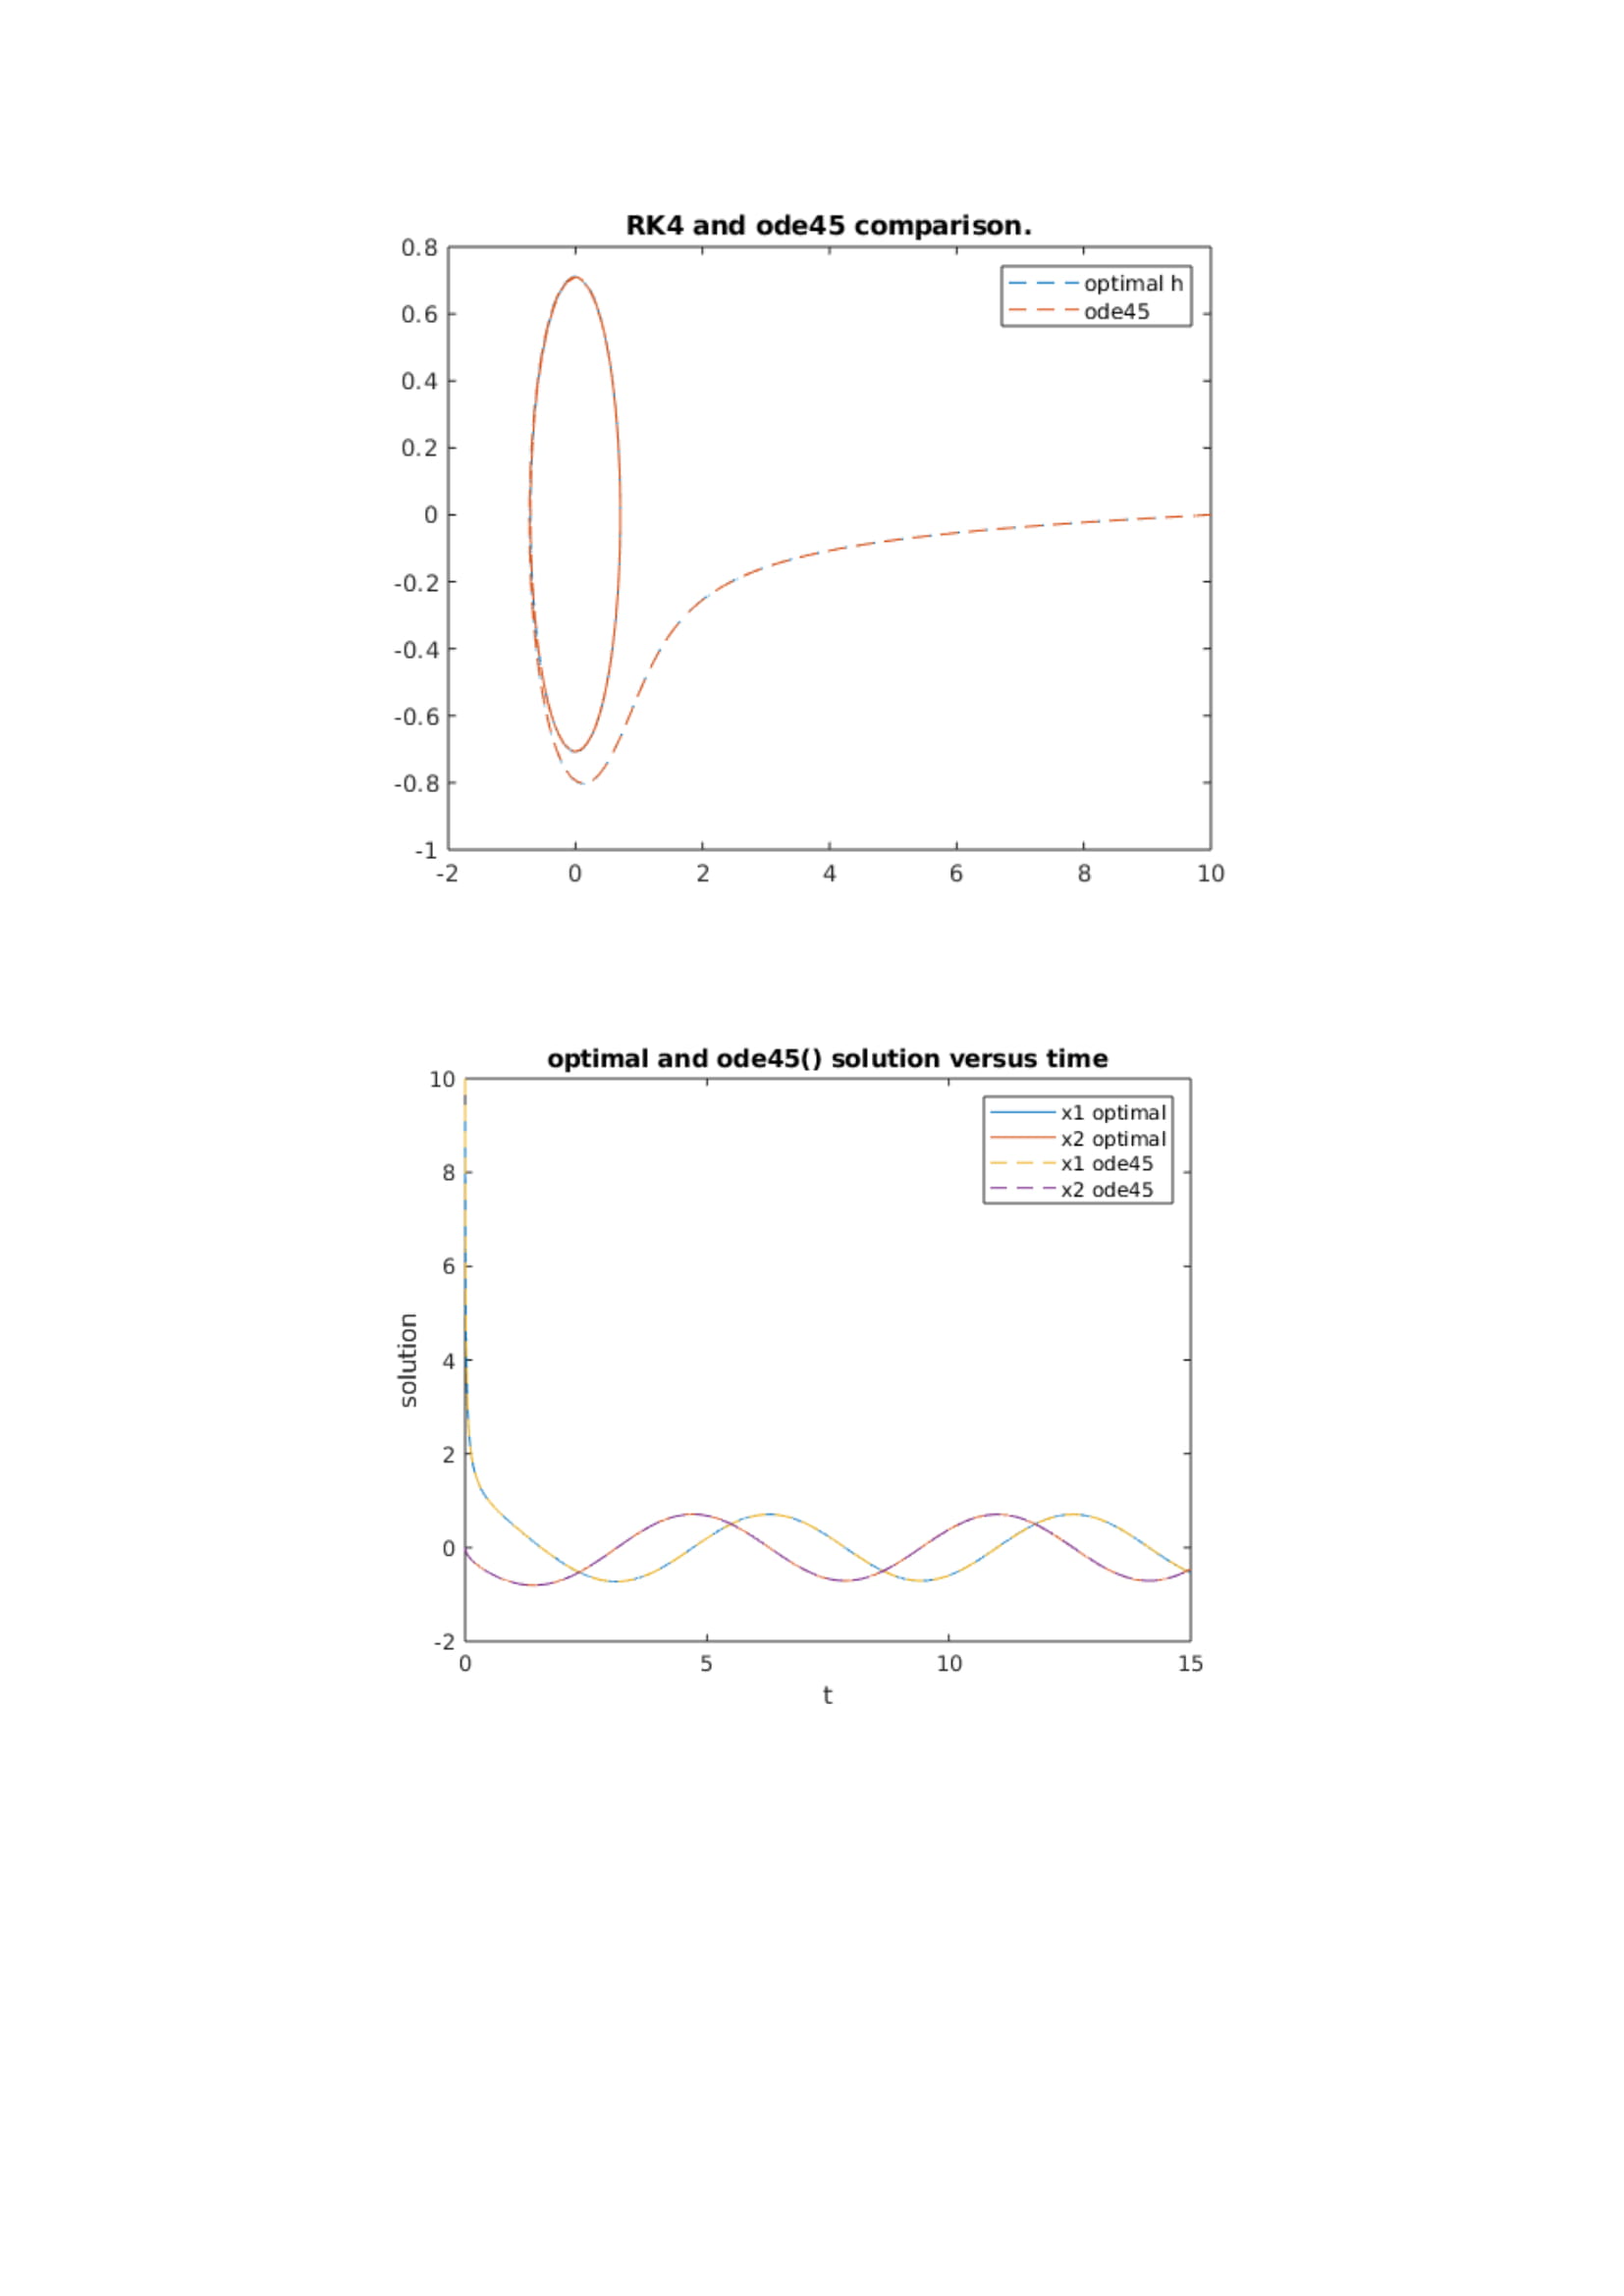 RK4 and ode45 comparison.
0.8
0.6
0.4
0.2
0
-0.2
-0.4
-0.6
-0.8
-1
-2 0 2 4 6 8 10
optimal h
ode45
optimal and ode45() solution versus time
10
8
6
4
2
0
-2
solution
0 5 10 15
t
x1 optimal
x2 optimal
x1 ode45
x2 ode45